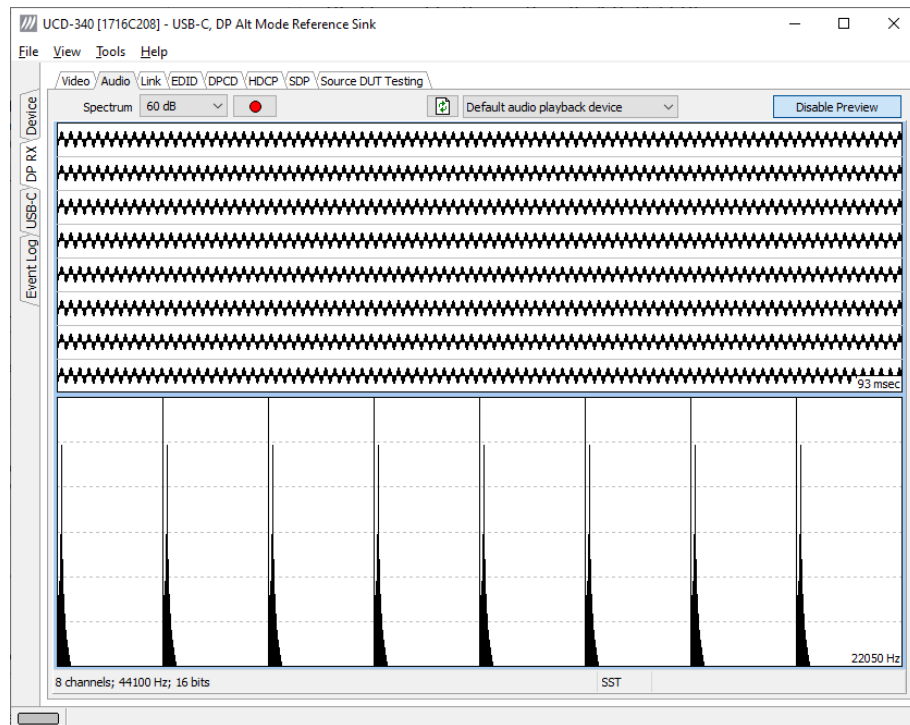 UCD-340 [1716C208] - USB-C, DP Alt Mode Reference Sink
File View Tools Help
Video Audio Link EDID DPCD HDCP SDP Source DUT Testing
Spectrum 60 dB Default audio playback device Disable Preview
Device
DP RX
USB-C
Event Log
93 msec
22050 Hz
8 channels; 44100 Hz; 16 bits SST